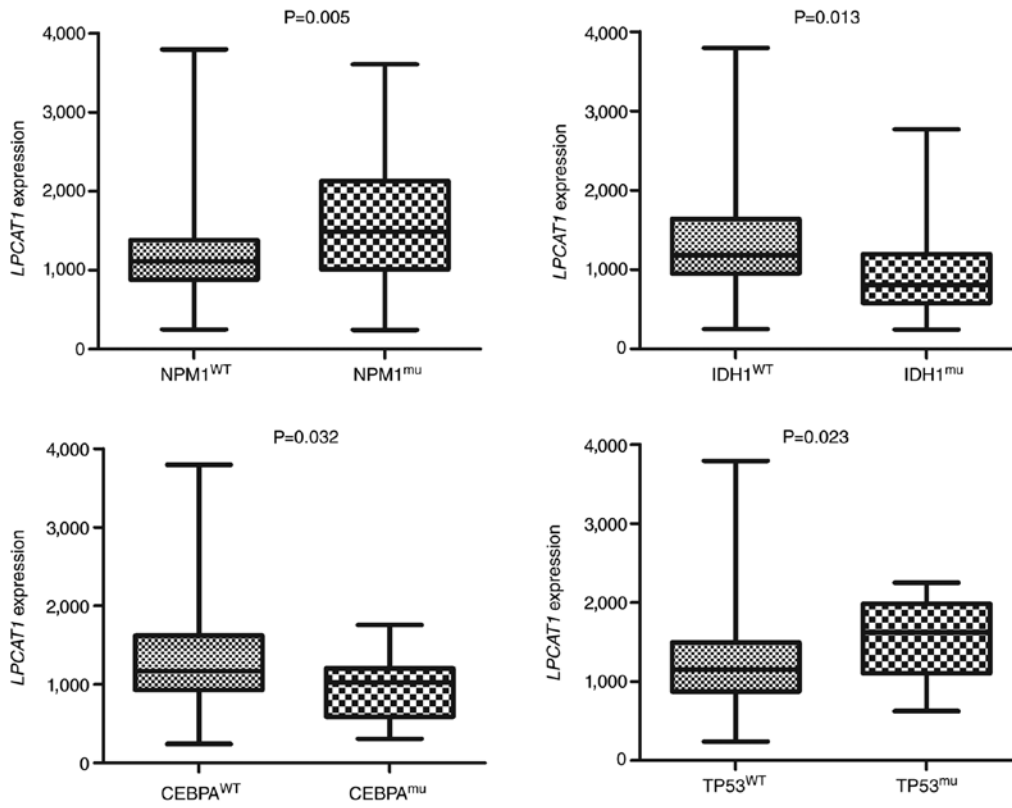 P=0.005
4,000
3,000
2,000
1,000
0
LPCAT1 expression
NPM1WT NPM1mu
P=0.013
4,000
3,000
2,000
1,000
0
LPCAT1 expression
IDH1WT IDH1mu
P=0.032
4,000
3,000
2,000
1,000
0
LPCAT1 expression
CEBPAWT CEBPAmu
P=0.023
4,000
3,000
2,000
1,000
0
LPCAT1 expression
TP53WT TP53mu